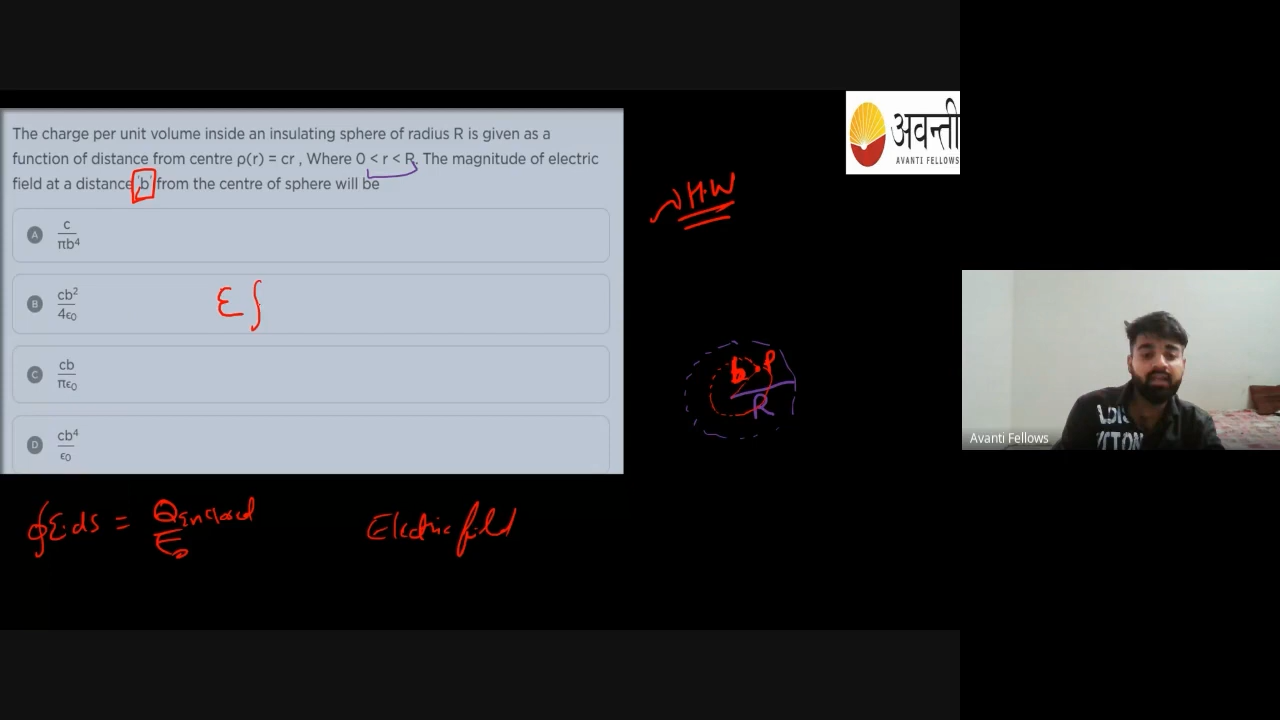 The charge per unit volume inside an insulating sphere of radius R is given as a
function of distance from centre ρ(r) = cr , Where 0 < r < R. The magnitude of electric
field at a distance 'b' from the centre of sphere will be
A c/πb⁴
B cb²/4ϵ₀
C cb/πϵ₀
D cb⁴/ϵ₀
E ∫
∮E.ds = Qenclosed/ϵ₀
Electric field
H.W
b P
R
अवन्ती
AVANTI FELLOWS
Avanti Fellows